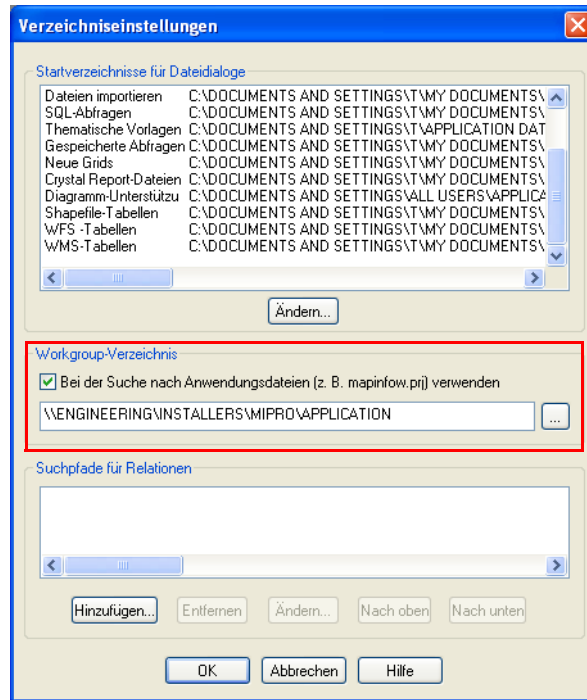 Verzeichniseinstellungen
Startverzeichnisse für Dateidialoge
Dateien importieren C:\DOCUMENTS AND SETTINGS\T\MY DOCUMENTS\
SQL-Abfragen C:\DOCUMENTS AND SETTINGS\T\MY DOCUMENTS\
Thematische Vorlagen C:\DOCUMENTS AND SETTINGS\T\APPLICATION DAT
Gespeicherte Abfragen C:\DOCUMENTS AND SETTINGS\T\MY DOCUMENTS\
Neue Grids C:\DOCUMENTS AND SETTINGS\T\MY DOCUMENTS\
Crystal Report-Dateien C:\DOCUMENTS AND SETTINGS\T\MY DOCUMENTS\
Diagramm-Unterstützu C:\DOCUMENTS AND SETTINGS\ALL USERS\APPLICA
Shapefile-Tabellen C:\DOCUMENTS AND SETTINGS\T\MY DOCUMENTS\
WFS -Tabellen C:\DOCUMENTS AND SETTINGS\T\MY DOCUMENTS\
WMS-Tabellen C:\DOCUMENTS AND SETTINGS\T\MY DOCUMENTS\
Ändern...
Workgroup-Verzeichnis
Bei der Suche nach Anwendungsdateien (z. B. mapinfow.prj) verwenden
\\ENGINEERING\INSTALLERS\MIPRO\APPLICATION
...
Suchpfade für Relationen
Hinzufügen... Entfernen Ändern... Nach oben Nach unten
OK Abbrechen Hilfe